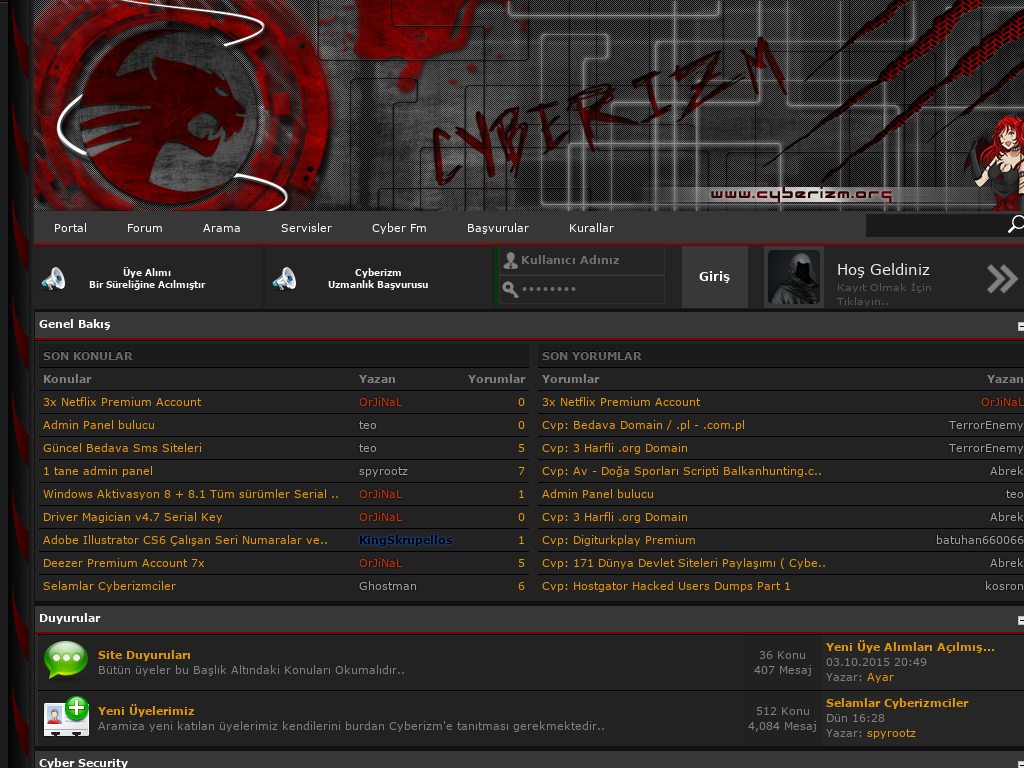 CYBERIZM
www.cyberizm.org
Portal Forum Arama Servisler Cyber Fm Başvurular Kurallar
Üye Alımı
Bir Süreliğine Acılmıştır
Cyberizm
Uzmanlık Başvurusu
Kullanıcı Adınız
••••••••
Giriş
Hoş Geldiniz
Kayıt Olmak İçin
Tıklayın..
Genel Bakış
SON KONULAR
Konular Yazan Yorumlar
3x Netflix Premium Account OrJiNaL 0
Admin Panel bulucu teo 0
Güncel Bedava Sms Siteleri teo 5
1 tane admin panel spyrootz 7
Windows Aktivasyon 8 + 8.1 Tüm sürümler Serial .. OrJiNaL 1
Driver Magician v4.7 Serial Key OrJiNaL 0
Adobe Illustrator CS6 Çalışan Seri Numaralar ve.. KingSkrupellos 1
Deezer Premium Account 7x OrJiNaL 5
Selamlar Cyberizmciler Ghostman 6
SON YORUMLAR
Yorumlar Yazan
3x Netflix Premium Account OrJiNaL
Cvp: Bedava Domain / .pl - .com.pl TerrorEnemy
Cvp: 3 Harfli .org Domain TerrorEnemy
Cvp: Av - Doğa Sporları Scripti Balkanhunting.c.. Abrek
Admin Panel bulucu teo
Cvp: 3 Harfli .org Domain Abrek
Cvp: Digiturkplay Premium batuhan660066
Cvp: 171 Dünya Devlet Siteleri Paylaşımı ( Cybe.. Abrek
Cvp: Hostgator Hacked Users Dumps Part 1 kosron
Duyurular
Site Duyuruları
Bütün üyeler bu Başlık Altındaki Konuları Okumalıdır..
36 Konu
407 Mesaj
Yeni Üye Alımları Açılmış...
03.10.2015 20:49
Yazar: Ayar
Yeni Üyelerimiz
Aramiza yeni katılan üyelerimiz kendilerini burdan Cyberizm'e tanıtması gerekmektedir..
512 Konu
4,084 Mesaj
Selamlar Cyberizmciler
Dün 16:28
Yazar: spyrootz
Cyber Security